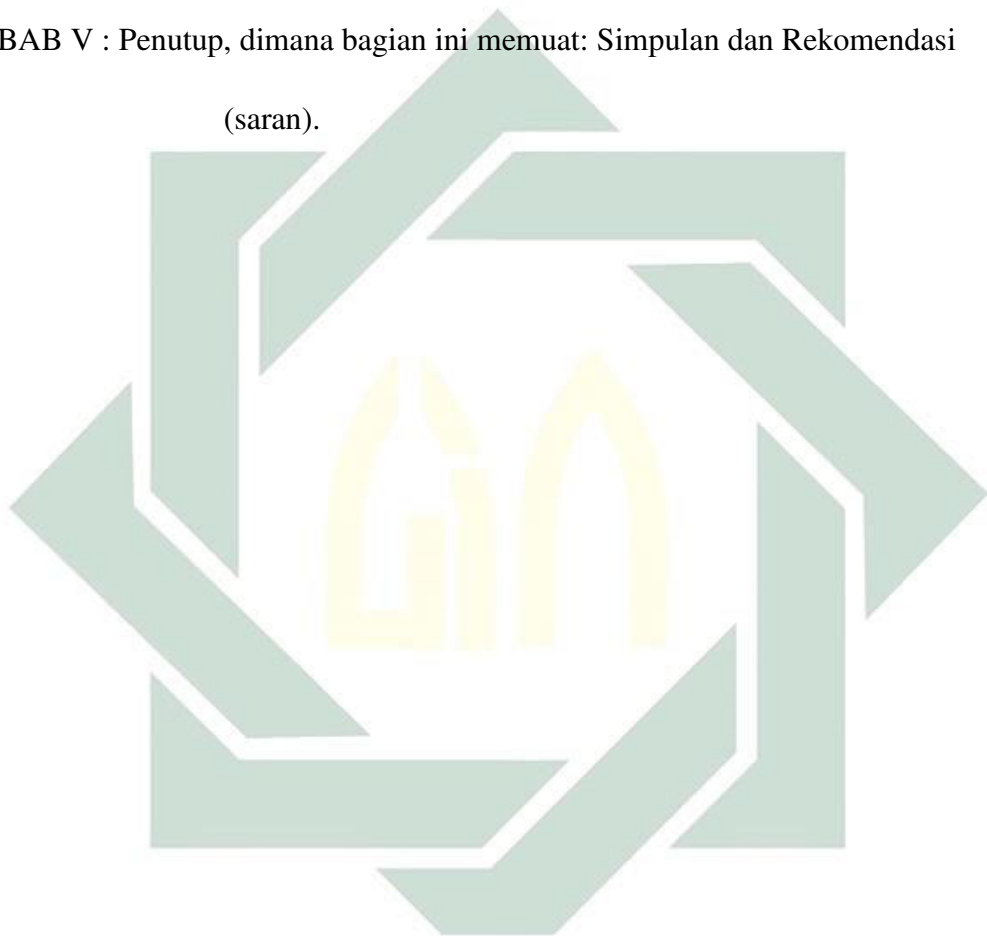 BAB V : Penutup, dimana bagian ini memuat: Simpulan dan Rekomendasi
(saran).